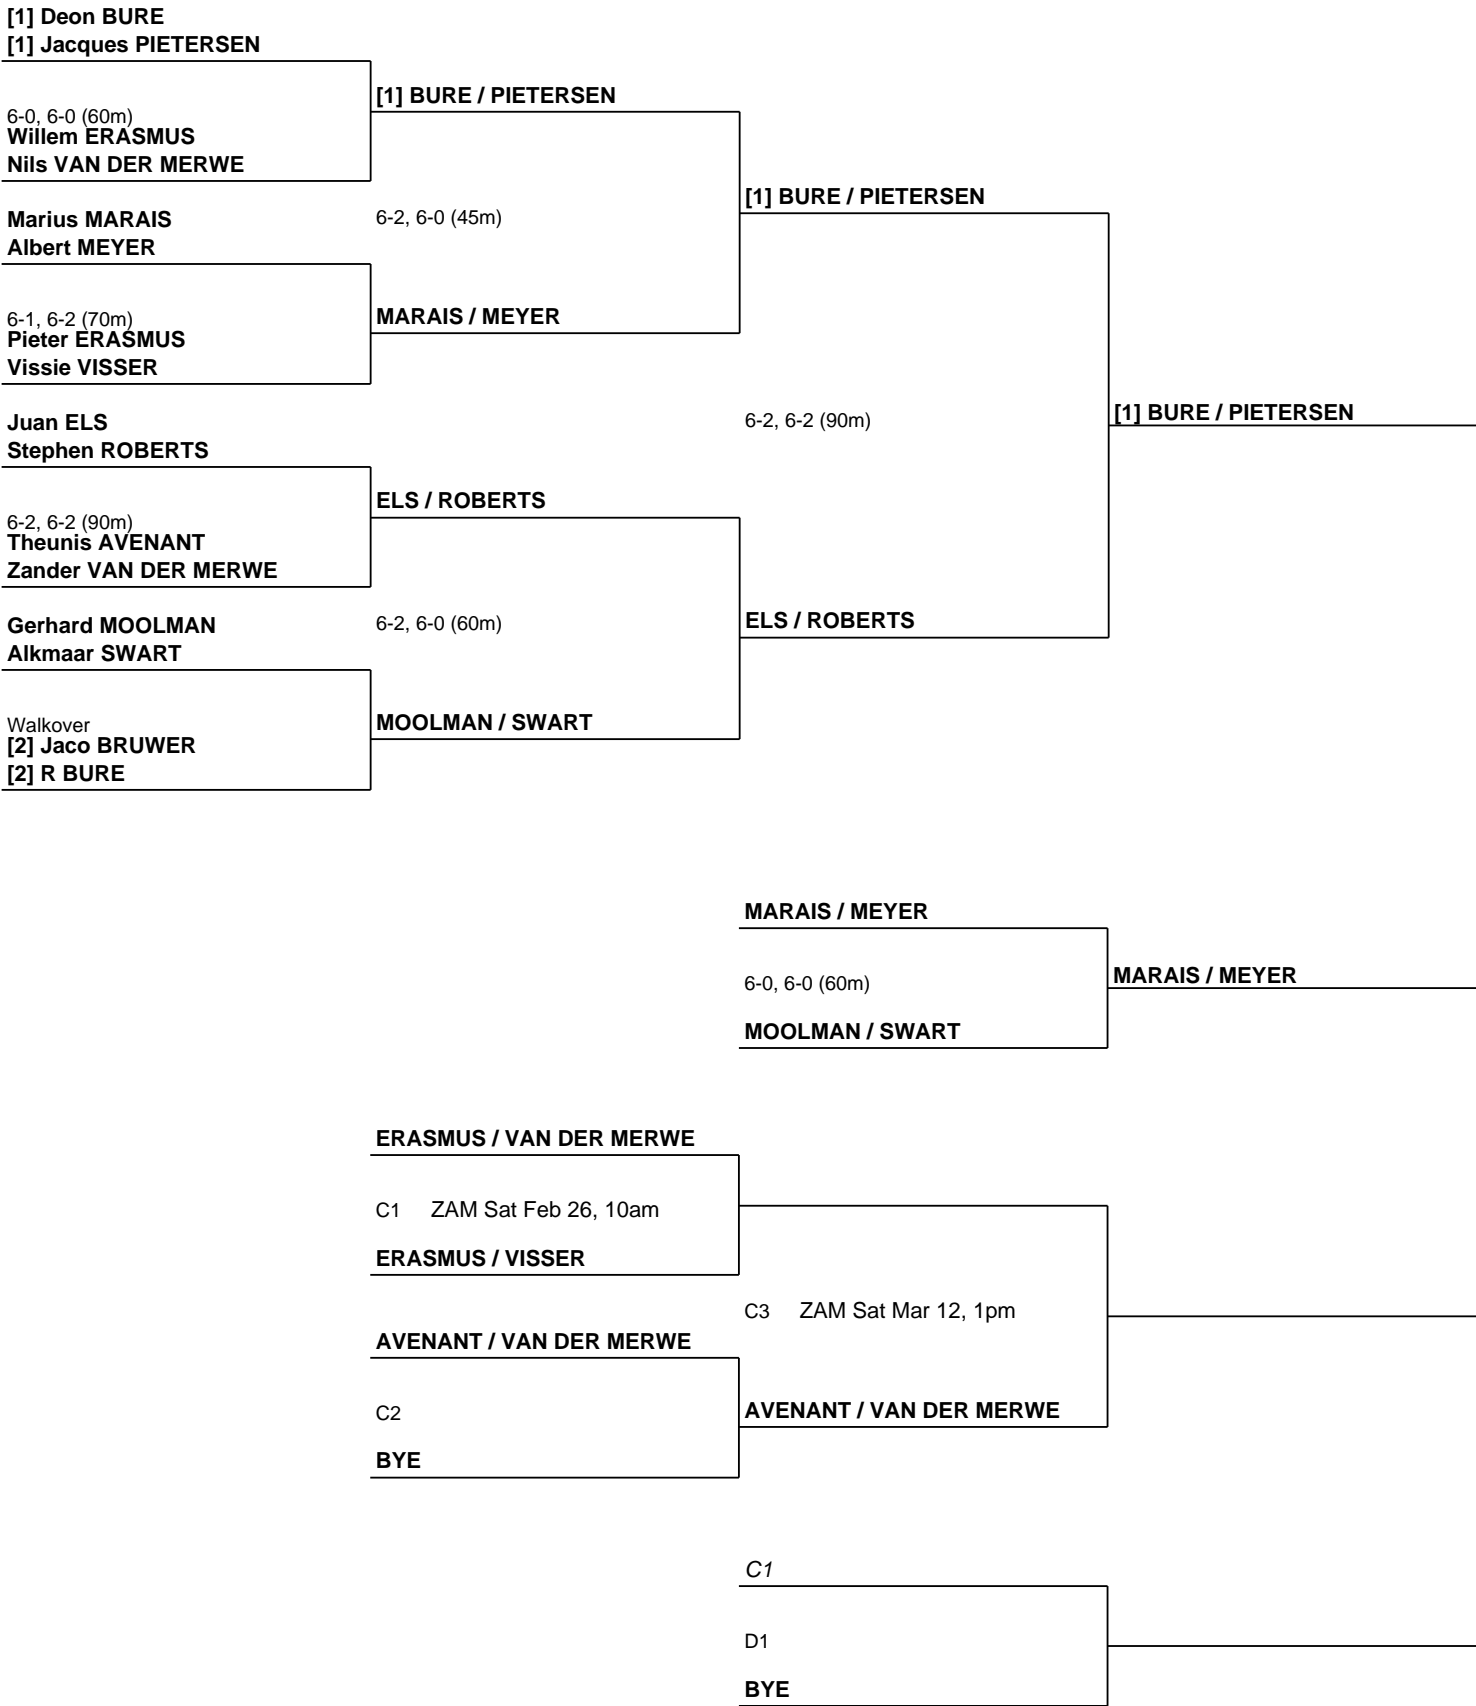 [1] Deon BURE
[1] Jacques PIETERSEN
[1] BURE / PIETERSEN
6-0, 6-0 (60m)
Willem ERASMUS
Nils VAN DER MERWE
[1] BURE / PIETERSEN
Marius MARAIS
6-2, 6-0 (45m)
Albert MEYER
MARAIS / MEYER
6-1, 6-2 (70m)
Pieter ERASMUS
Vissie VISSER
[1] BURE / PIETERSEN
Juan ELS
6-2, 6-2 (90m)
Stephen ROBERTS
ELS / ROBERTS
6-2, 6-2 (90m)
Theunis AVENANT
Zander VAN DER MERWE
ELS / ROBERTS
Gerhard MOOLMAN
6-2, 6-0 (60m)
Alkmaar SWART
MOOLMAN / SWART
Walkover
[2] Jaco BRUWER
[2] R BURE
MARAIS / MEYER
MARAIS / MEYER
6-0, 6-0 (60m)
MOOLMAN / SWART
ERASMUS / VAN DER MERWE
C1 ZAM Sat Feb 26, 10am
ERASMUS / VISSER
C3 ZAM Sat Mar 12, 1pm
AVENANT / VAN DER MERWE
C2
AVENANT / VAN DER MERWE
BYE
C1
D1
BYE